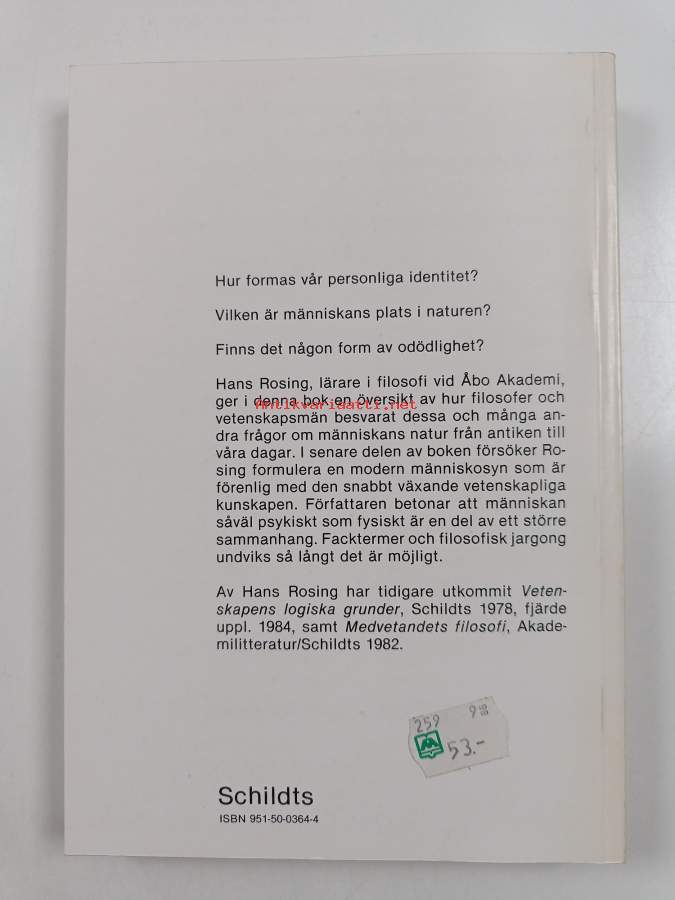 Hur formas vår personliga identitet?
Vilken är människans plats i naturen?
Finns det någon form av odödlighet?
Hans Rosing, lärare i filosofi vid Åbo Akademi,
ger i denna bok en översikt av hur filosofer och
Antikvariaatti.net
vetenskapsmän besvarat dessa och många an-
dra frågor om människans natur från antiken till
våra dagar. I senare delen av boken försöker Ro-
sing formulera en modern människosyn som är
förenlig med den snabbt växande vetenskapliga
kunskapen. Författaren betonar att människan
såväl psykiskt som fysiskt är en del av ett större
sammanhang. Facktermer och filosofisk jargong
undviks så långt det är möjligt.
Av Hans Rosing har tidigare utkommit Veten-
skapens logiska grunder, Schildts 1978, fjärde
uppl. 1984, samt Medvetandets filosofi, Akade-
militteratur/Schildts 1982.
259
53.-
Schildts
ISBN 951-50-0364-4